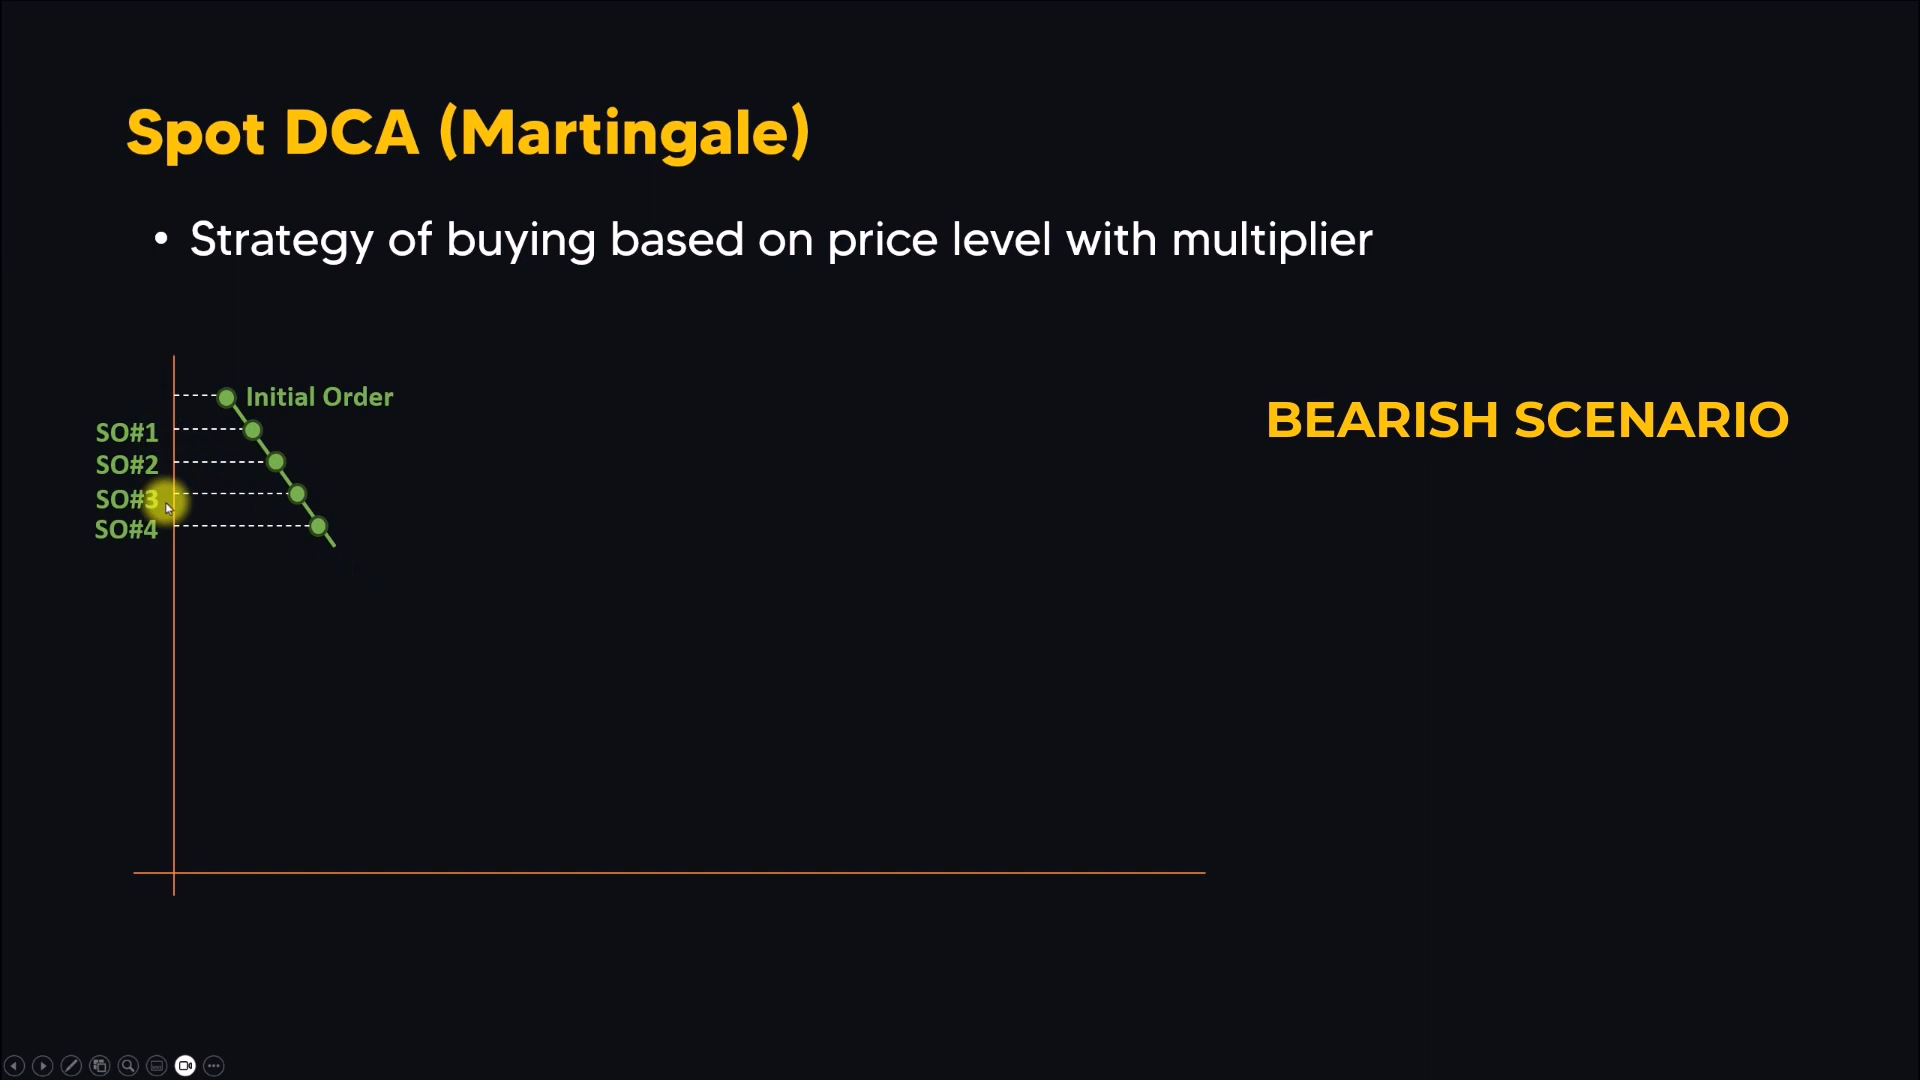 Spot DCA (Martingale)
• Strategy of buying based on price level with multiplier
Initial Order
BEARISH SCENARIO
SO#1
SO#2
SO#3
SO#4